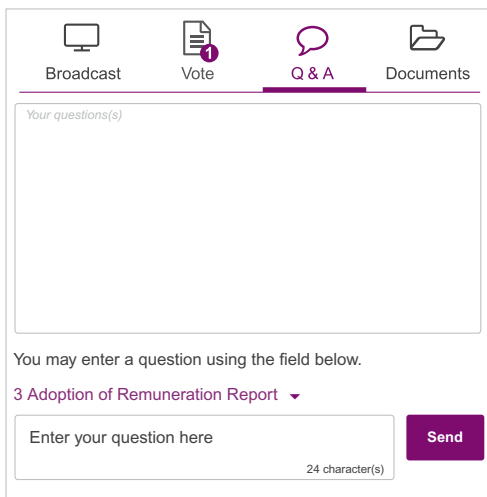 1
Broadcast Vote Q & A Documents
Your questions(s)
You may enter a question using the field below.
3 Adoption of Remuneration Report
Enter your question here
Send
24 character(s)